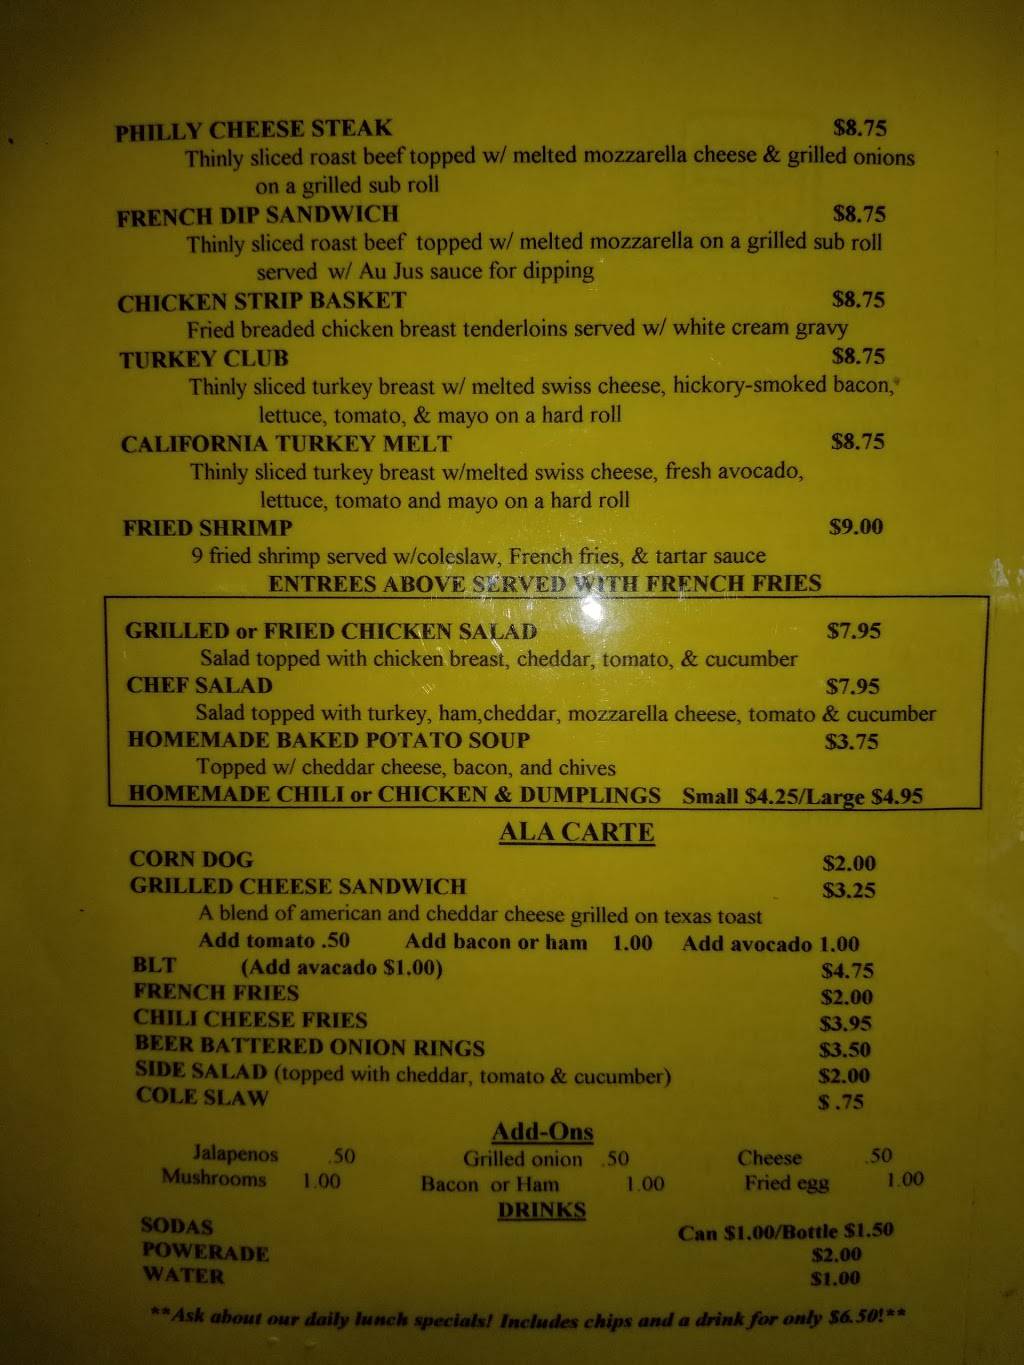 PHILLY CHEESE STEAK $8.75
Thinly sliced roast beef topped w/ melted mozzarella cheese & grilled onions
on a grilled sub roll
FRENCH DIP SANDWICH $8.75
Thinly sliced roast beef topped w/ melted mozzarella on a grilled sub roll
served w/ Au Jus sauce for dipping
CHICKEN STRIP BASKET $8.75
Fried breaded chicken breast tenderloins served w/ white cream gravy
TURKEY CLUB $8.75
Thinly sliced turkey breast w/ melted swiss cheese, hickory-smoked bacon,
lettuce, tomato, & mayo on a hard roll
CALIFORNIA TURKEY MELT $8.75
Thinly sliced turkey breast w/melted swiss cheese, fresh avocado,
lettuce, tomato and mayo on a hard roll
FRIED SHRIMP $9.00
9 fried shrimp served w/coleslaw, French fries, & tartar sauce
ENTREES ABOVE SERVED WITH FRENCH FRIES
GRILLED or FRIED CHICKEN SALAD $7.95
Salad topped with chicken breast, cheddar, tomato, & cucumber
CHEF SALAD $7.95
Salad topped with turkey, ham,cheddar, mozzarella cheese, tomato & cucumber
HOMEMADE BAKED POTATO SOUP $3.75
Topped w/ cheddar cheese, bacon, and chives
HOMEMADE CHILI or CHICKEN & DUMPLINGS Small $4.25/Large $4.95
ALA CARTE
CORN DOG $2.00
GRILLED CHEESE SANDWICH $3.25
A blend of american and cheddar cheese grilled on texas toast
Add tomato .50 Add bacon or ham 1.00 Add avocado 1.00
BLT (Add avacado $1.00) $4.75
FRENCH FRIES $2.00
CHILI CHEESE FRIES $3.95
BEER BATTERED ONION RINGS $3.50
SIDE SALAD (topped with cheddar, tomato & cucumber) $2.00
COLE SLAW $ .75
Add-Ons
Jalapenos .50 Grilled onion .50 Cheese .50
Mushrooms 1.00 Bacon or Ham 1.00 Fried egg 1.00
DRINKS
SODAS Can $1.00/Bottle $1.50
POWERADE $2.00
WATER $1.00
**Ask about our daily lunch specials! Includes chips and a drink for only $6.50!**